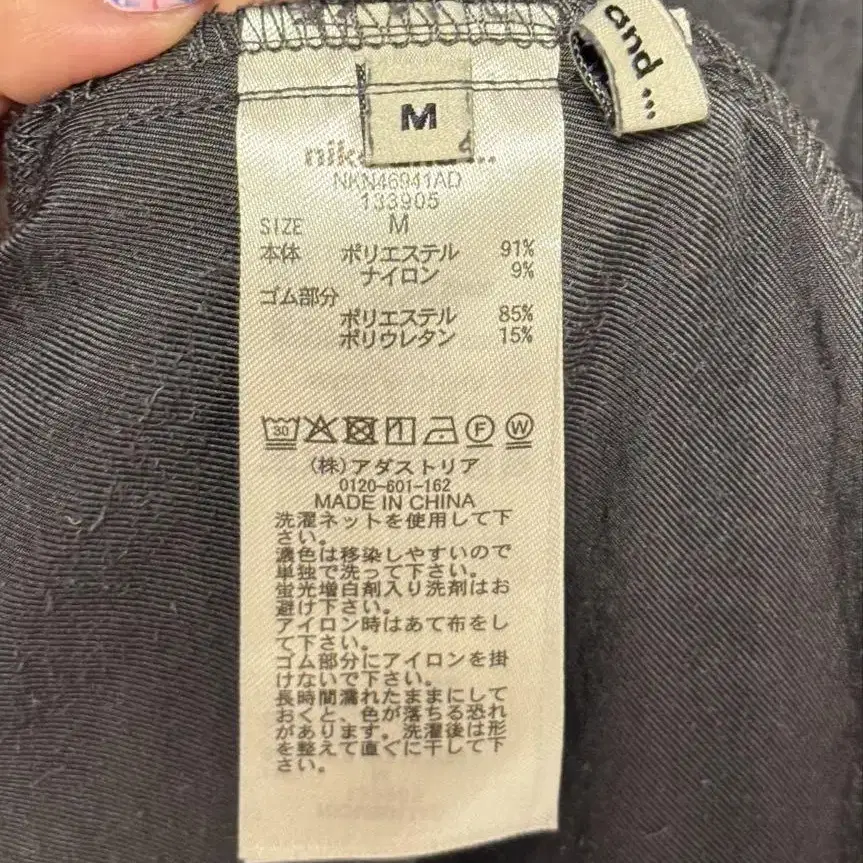 and ...
M
NKN46941AD
133905
SIZE M
本体 ポリエステル 91%
ナイロン 9%
ゴム部分
ポリエステル 85%
ポリウレタン 15%
30 F W
(株)アダストリア
0120-601-162
MADE IN CHINA
洗濯ネットを使用して下
さい。
濃色は移染しやすいので
単独で洗って下さい。
蛍光増白剤入り洗剤はお
避け下さい。
アイロン時はあて布をし
て下さい。
ゴム部分にアイロンを掛
けないで下さい。
長時間濡れたままにして
おくと、色が落ちる恐れ
があります。洗濯後は形
を整えて直ぐに干して下
さい。